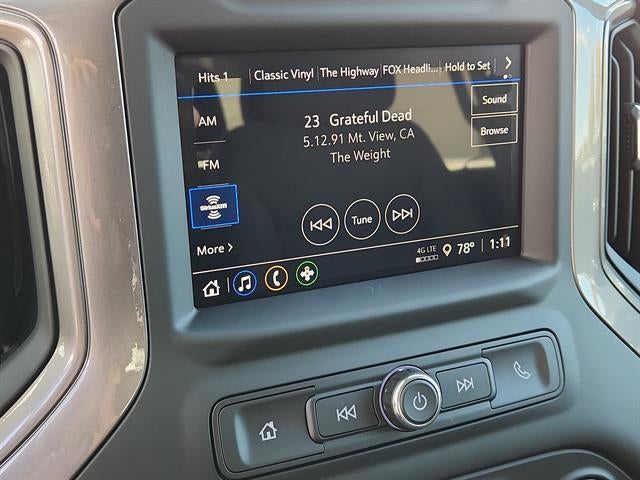 Hits 1 Classic Vinyl The Highway FOX Headli... Hold to Set
AM
23 Grateful Dead
Sound
5.12.91 Mt. View, CA
Browse
The Weight
FM
SiriusXM
Tune
More
4G LTE
78° 1:11